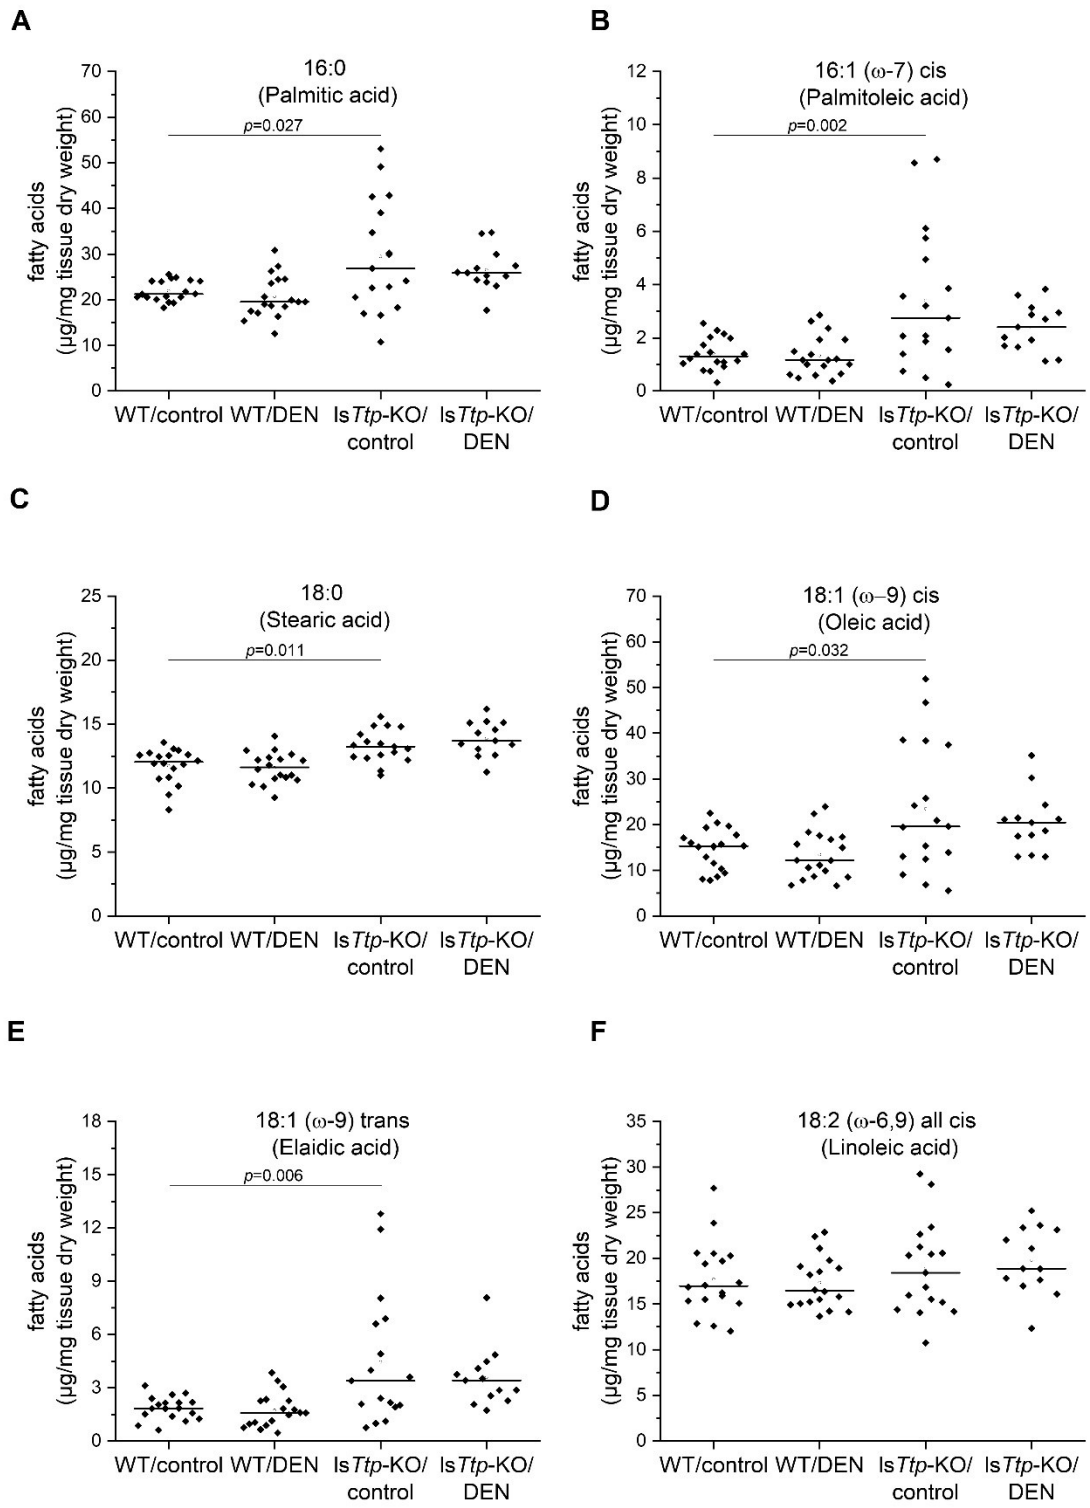 A
16:0
(Palmitic acid)
p=0.027
fatty acids
(µg/mg tissue dry weight)
70
60
50
40
30
20
10
0
WT/control WT/DEN lsTtp-KO/ lsTtp-KO/
control DEN
B
16:1 (ω-7) cis
(Palmitoleic acid)
p=0.002
fatty acids
(µg/mg tissue dry weight)
12
10
8
6
4
2
0
WT/control WT/DEN lsTtp-KO/ lsTtp-KO/
control DEN
C
18:0
(Stearic acid)
p=0.011
fatty acids
(µg/mg tissue dry weight)
25
20
15
10
5
0
WT/control WT/DEN lsTtp-KO/ lsTtp-KO/
control DEN
D
18:1 (ω–9) cis
(Oleic acid)
p=0.032
fatty acids
(µg/mg tissue dry weight)
70
60
50
40
30
20
10
0
WT/control WT/DEN lsTtp-KO/ lsTtp-KO/
control DEN
E
18:1 (ω-9) trans
(Elaidic acid)
p=0.006
fatty acids
(µg/mg tissue dry weight)
18
15
12
9
6
3
0
WT/control WT/DEN lsTtp-KO/ lsTtp-KO/
control DEN
F
18:2 (ω-6,9) all cis
(Linoleic acid)
fatty acids
(µg/mg tissue dry weight)
35
30
25
20
15
10
5
0
WT/control WT/DEN lsTtp-KO/ lsTtp-KO/
control DEN